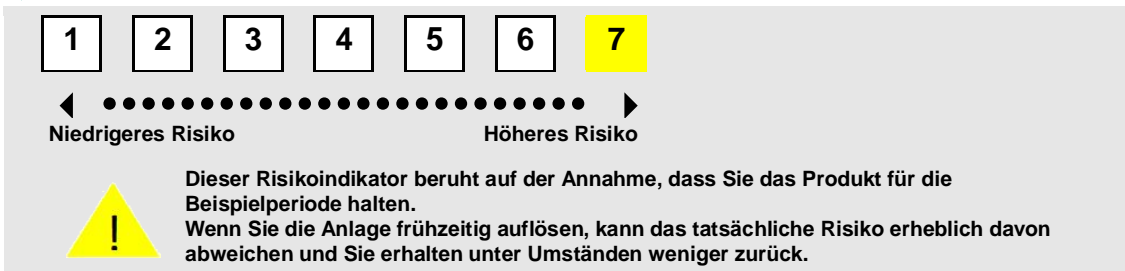 1 2 3 4 5 6 7
Niedrigeres Risiko Höheres Risiko
Dieser Risikoindikator beruht auf der Annahme, dass Sie das Produkt für die
Beispielperiode halten.
Wenn Sie die Anlage frühzeitig auflösen, kann das tatsächliche Risiko erheblich davon
abweichen und Sie erhalten unter Umständen weniger zurück.
!